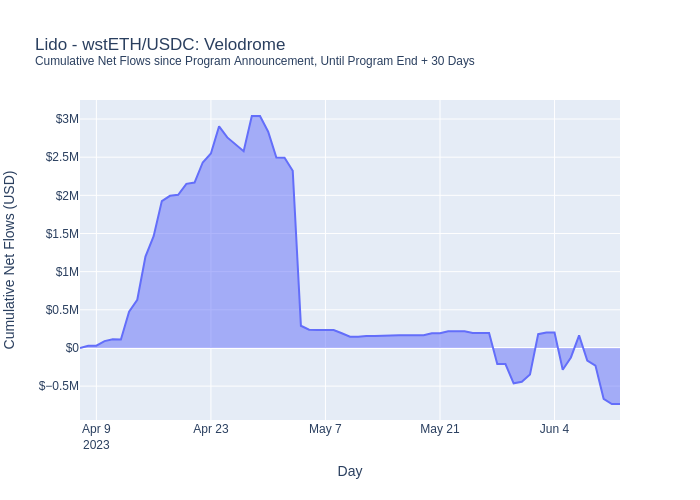 Lido - wstETH/USDC: Velodrome
Cumulative Net Flows since Program Announcement, Until Program End + 30 Days
Cumulative Net Flows (USD)
$3M
$2.5M
$2M
$1.5M
$1M
$0.5M
$0
$−0.5M
Apr 9
2023
Apr 23
May 7
May 21
Jun 4
Day